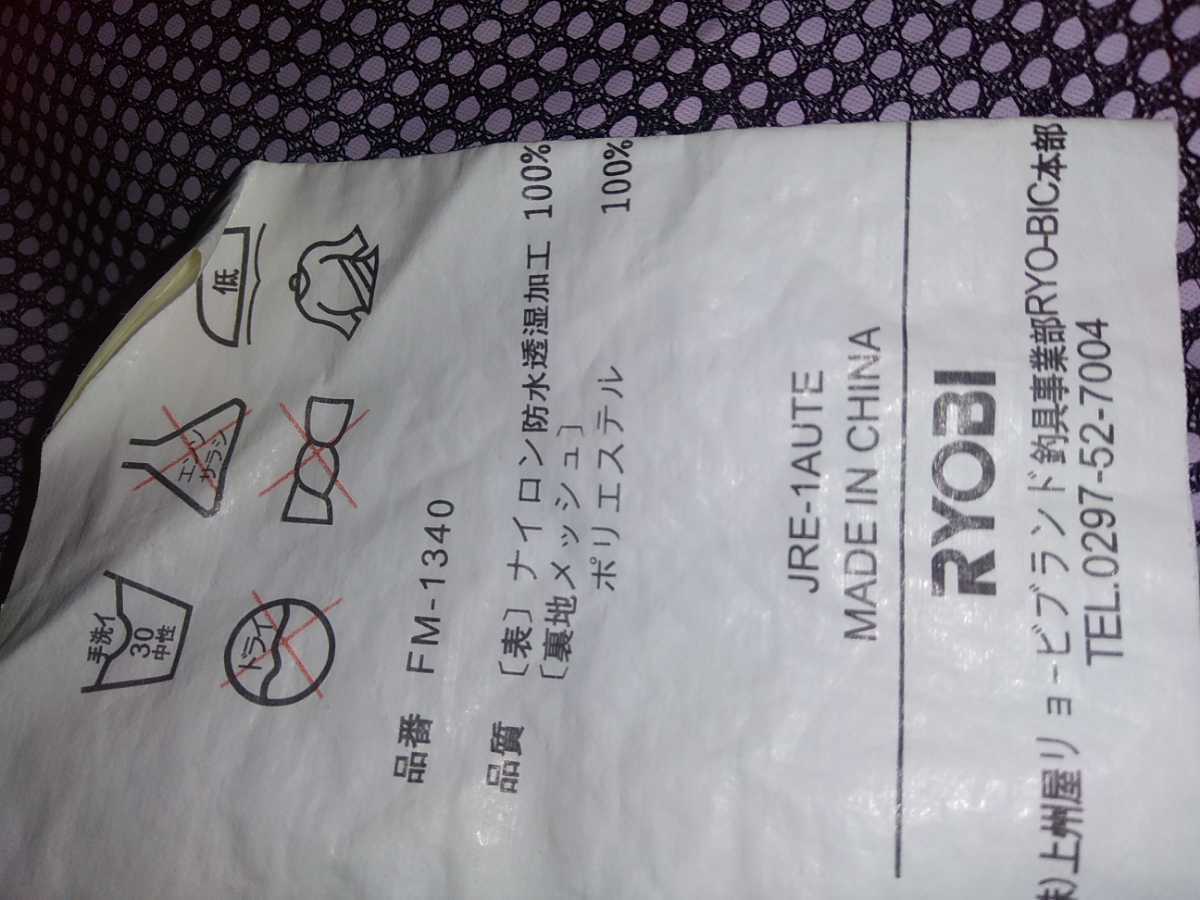 手洗イ
30
中性
エンソ
サラシ
低
ドライ
品番 FM-1340
品質 〔表〕ナイロン防水透湿加工 100%
〔裏地メッシュ〕
ポリエステル 100%
JRE-1AUTE
MADE IN CHINA
RYOBI
株)上州屋リョービブランド釣具事業部RYO-BIC本部
TEL.0297-52-7004